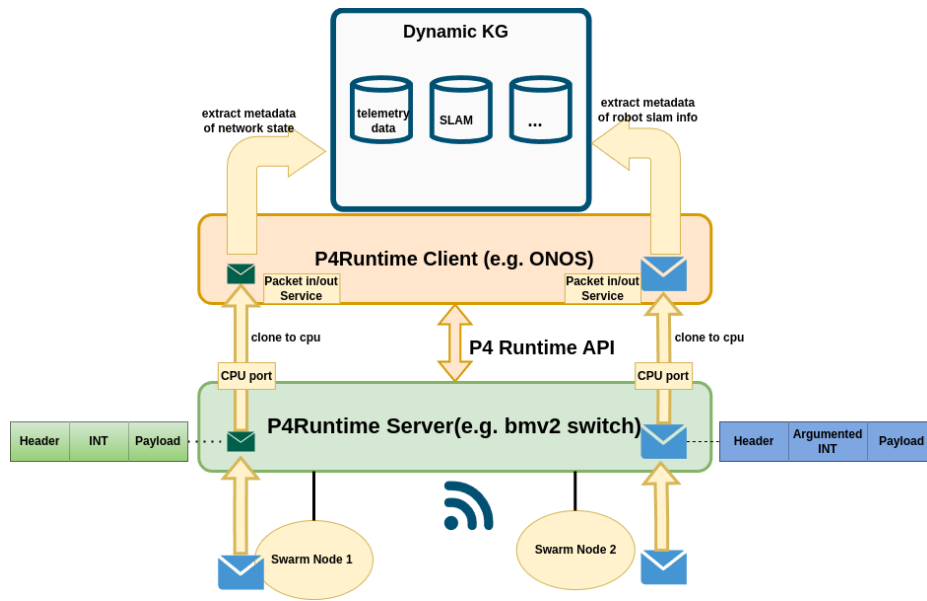 Dynamic KG
telemetry
data
SLAM
...
extract metadata
of network state
extract metadata
of robot slam info
P4Runtime Client (e.g. ONOS)
Packet in/out
Service
Packet in/out
Service
clone to cpu
clone to cpu
P4 Runtime API
CPU port
CPU port
P4Runtime Server(e.g. bmv2 switch)
Header
INT
Payload
Header
Argumented
INT
Payload
Swarm Node 1
Swarm Node 2